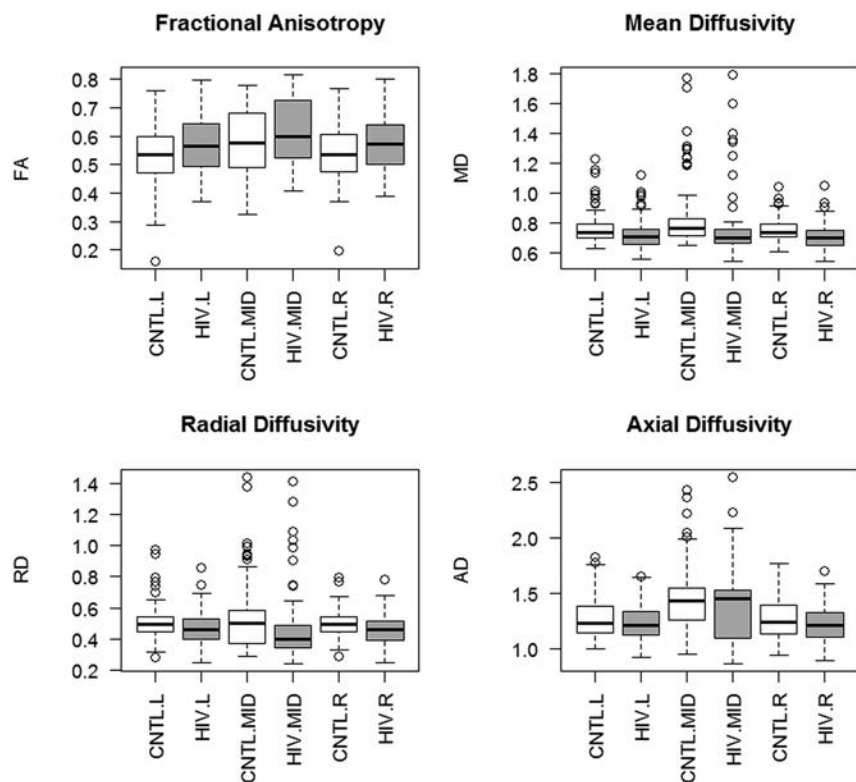 Fractional Anisotropy
FA
0.8
0.7
0.6
0.5
0.4
0.3
0.2
CNTL.L
HIV.L
CNTL.MID
HIV.MID
CNTL.R
HIV.R
Mean Diffusivity
MD
1.8
1.6
1.4
1.2
1.0
0.8
0.6
CNTL.L
HIV.L
CNTL.MID
HIV.MID
CNTL.R
HIV.R
Radial Diffusivity
RD
1.4
1.2
1.0
0.8
0.6
0.4
0.2
CNTL.L
HIV.L
CNTL.MID
HIV.MID
CNTL.R
HIV.R
Axial Diffusivity
AD
2.5
2.0
1.5
1.0
CNTL.L
HIV.L
CNTL.MID
HIV.MID
CNTL.R
HIV.R